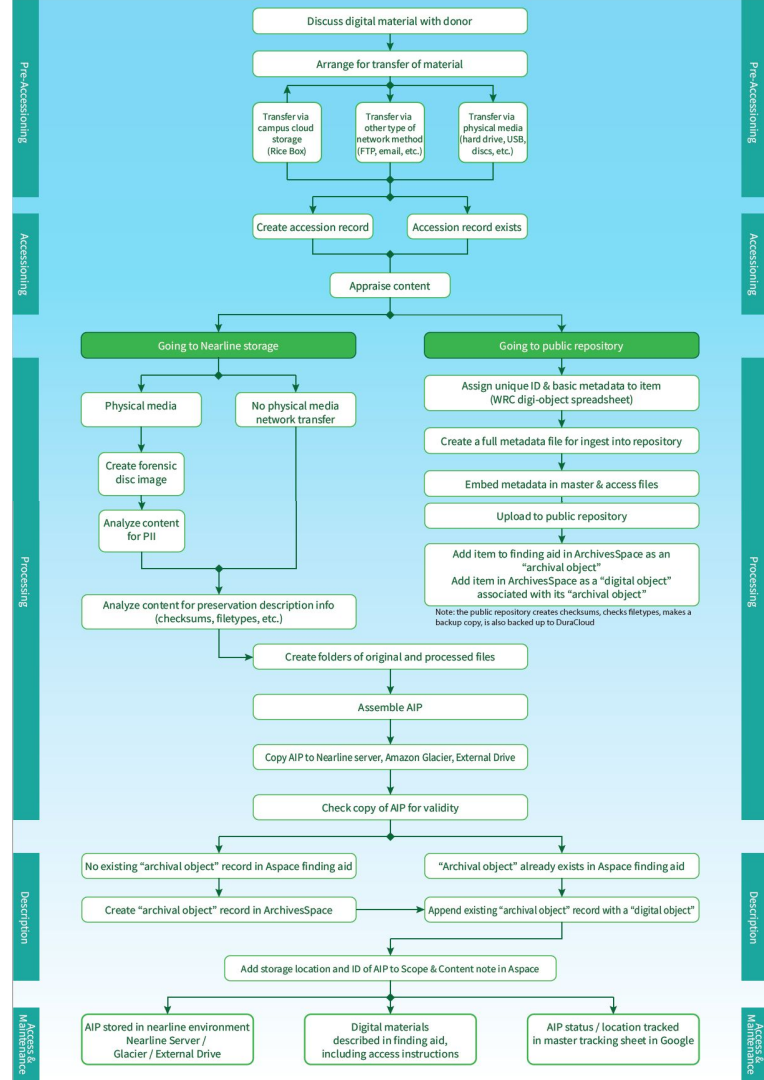 Pre-Accessioning
Pre-Accessioning
Discuss digital material with donor
Arrange for transfer of material
Transfer via
campus cloud
storage
(Rice Box)
Transfer via
other type of
network method
(FTP, email, etc.)
Transfer via
physical media
(hard drive, USB,
discs, etc.)
Accessioning
Accessioning
Create accession record
Accession record exists
Appraise content
Going to Nearline storage
Going to public repository
Processing
Processing
Physical media
No physical media
network transfer
Create forensic
disc image
Analyze content
for PII
Analyze content for preservation description info
(checksums, filetypes, etc.)
Assign unique ID & basic metadata to item
(WRC digi-object spreadsheet)
Create a full metadata file for ingest into repository
Embed metadata in master & access files
Upload to public repository
Add item to finding aid in ArchivesSpace as an
“archival object”
Add item in ArchivesSpace as a “digital object”
associated with its “archival object”
Note: the public repository creates checksums, checks filetypes, makes a
backup copy, is also backed up to DuraCloud
Create folders of original and processed files
Assemble AIP
Copy AIP to Nearline server, Amazon Glacier, External Drive
Check copy of AIP for validity
Description
Description
No existing “archival object” record in Aspace finding aid
“Archival object” already exists in Aspace finding aid
Create “archival object” record in ArchivesSpace
Append existing “archival object” record with a “digital object”
Add storage location and ID of AIP to Scope & Content note in Aspace
Access &
Maintenance
Access &
Maintenance
AIP stored in nearline environment
Nearline Server /
Glacier / External Drive
Digital materials
described in finding aid,
including access instructions
AIP status / location tracked
in master tracking sheet in Google